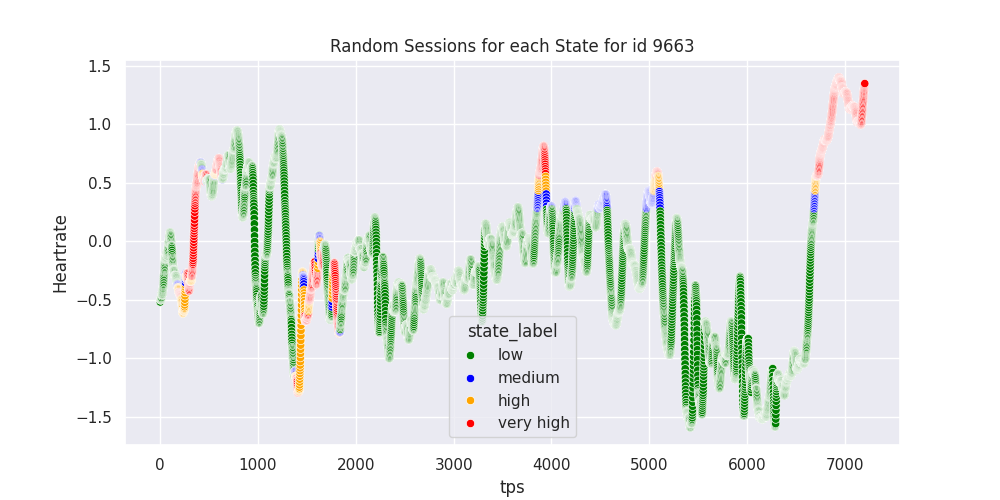 Random Sessions for each State for id 9663
1.5
1.0
0.5
0.0
−0.5
−1.0
−1.5
Heartrate
state_label
low
medium
high
very high
0 1000 2000 3000 4000 5000 6000 7000
tps